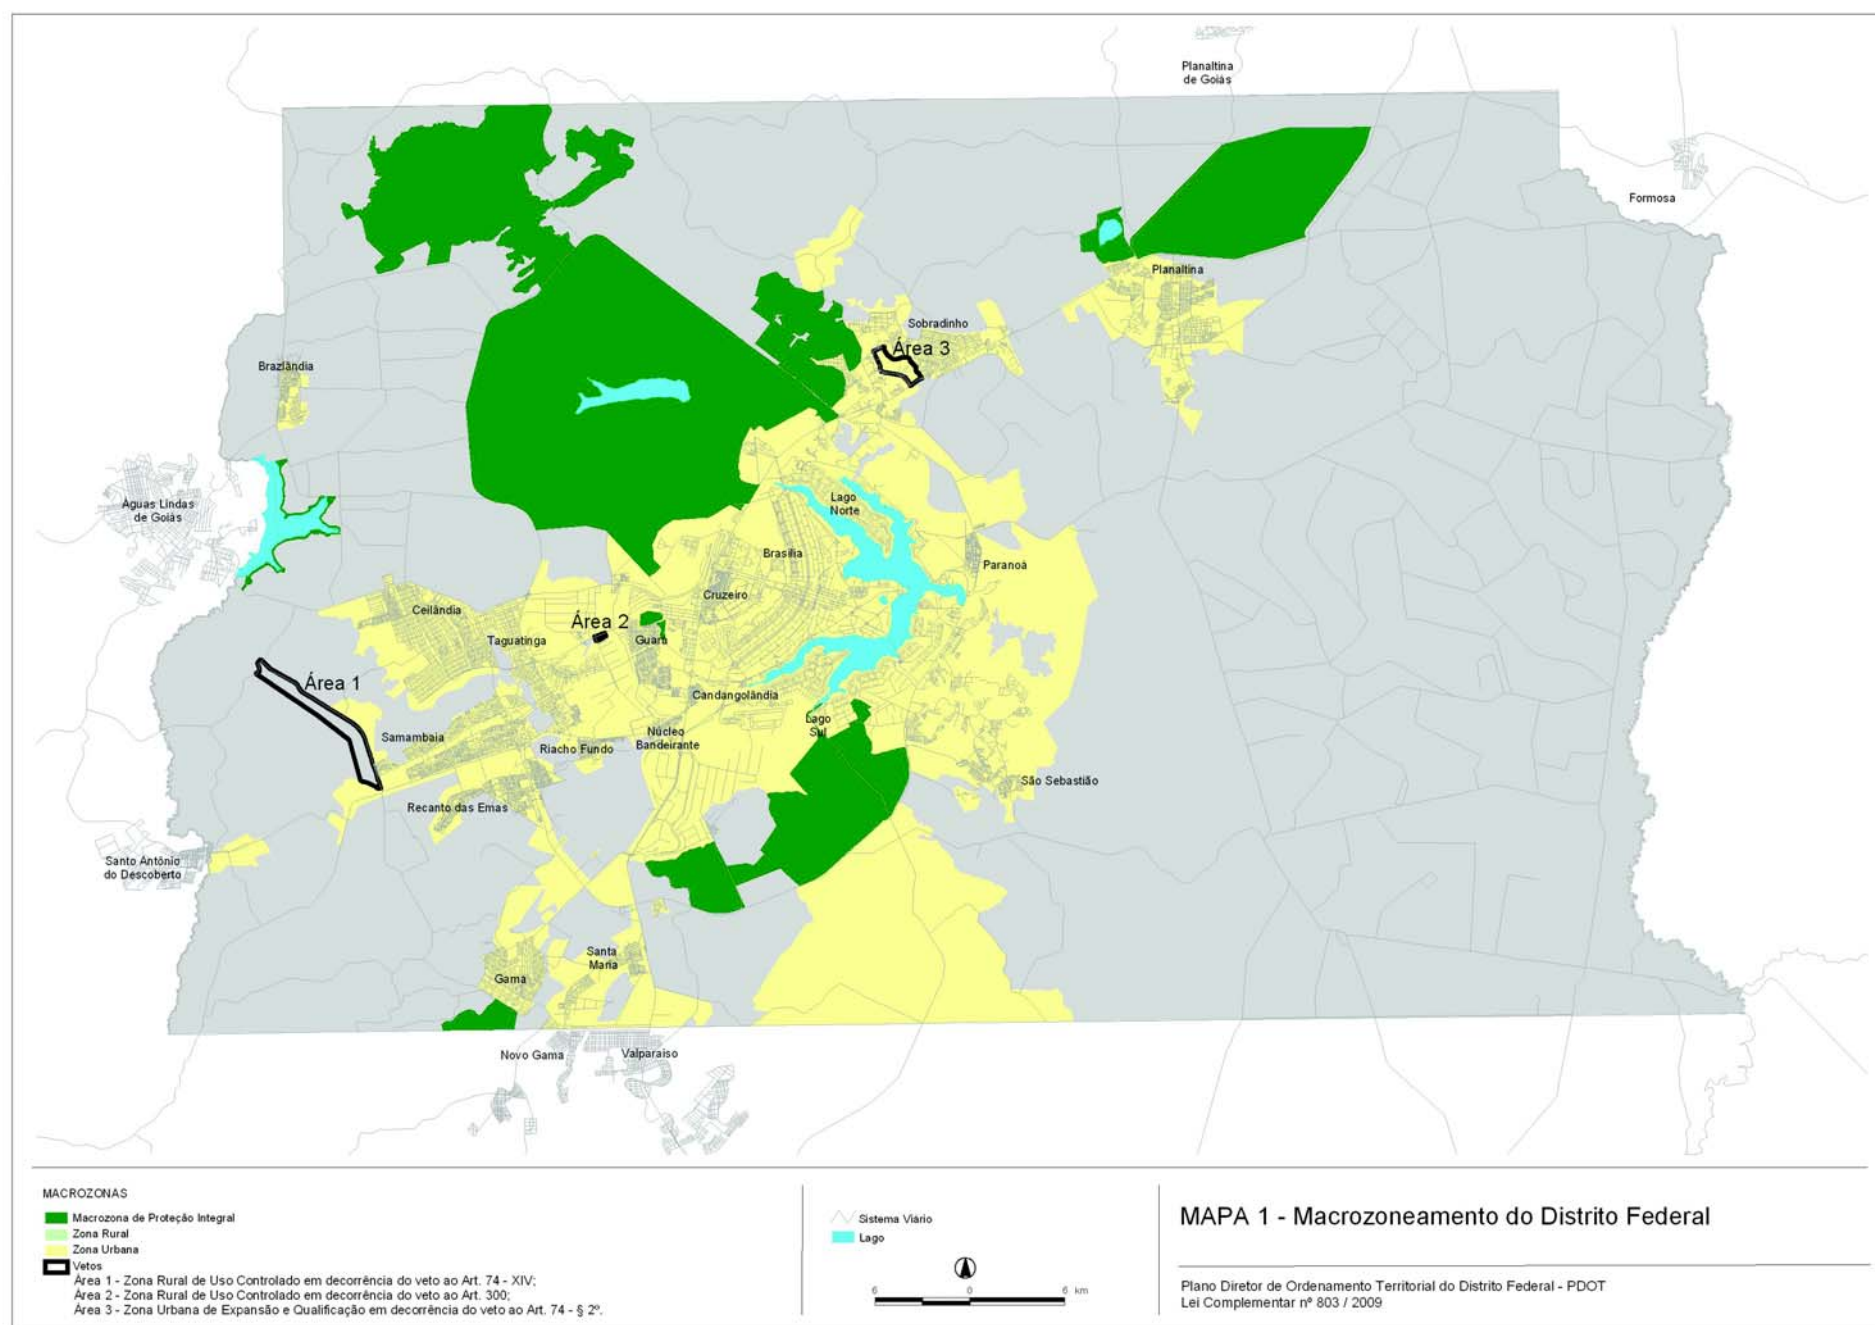 Planaltina
de Goiás
Formosa
Planaltina
Sobradinho
Área 3
Brazlândia
Águas Lindas
de Goiás
Lago
Norte
Brasília
Paranoá
Cruzeiro
Ceilândia
Área 2
Taguatinga
Guará
Área 1
Candangolândia
Lago
Sul
Samambaia
Núcleo
Bandeirante
Riacho Fundo
São Sebastião
Recanto das Emas
Santo Antônio
do Descoberto
Santa
Maria
Gama
Novo Gama
Valparaiso
MACROZONAS
Macrozona de Proteção Integral
Zona Rural
Zona Urbana
Vetos
Área 1 - Zona Rural de Uso Controlado em decorrência do veto ao Art. 74 - XIV;
Área 2 - Zona Rural de Uso Controlado em decorrência do veto ao Art. 300;
Área 3 - Zona Urbana de Expansão e Qualificação em decorrência do veto ao Art. 74 - § 2º.
Sistema Viário
Lago
6 0 6 km
MAPA 1 - Macrozoneamento do Distrito Federal
Plano Diretor de Ordenamento Territorial do Distrito Federal - PDOT
Lei Complementar nº 803 / 2009